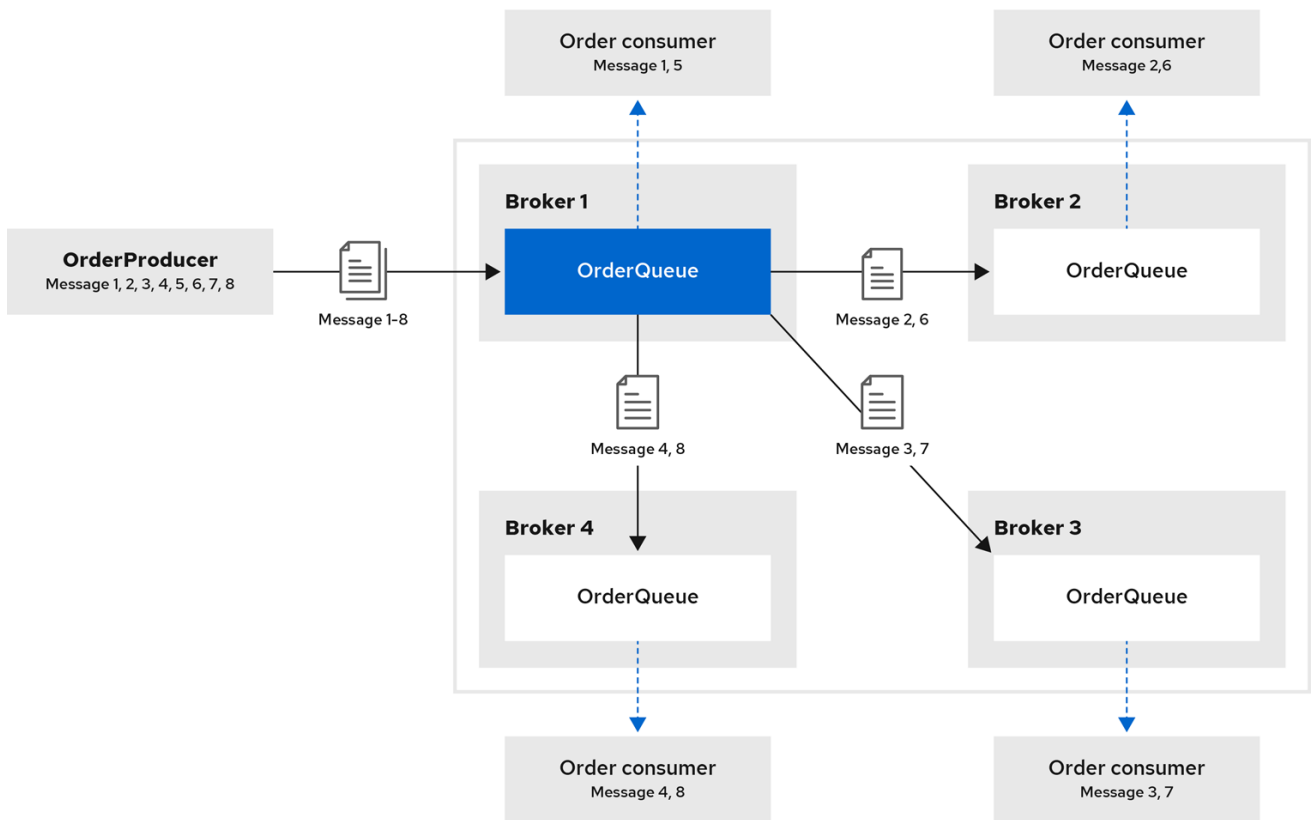 Order consumer
Message 1, 5
Order consumer
Message 2,6
Broker 1
Broker 2
OrderProducer
Message 1, 2, 3, 4, 5, 6, 7, 8
Message 1-8
OrderQueue
Message 2, 6
OrderQueue
Message 4, 8
Message 3, 7
Broker 4
Broker 3
OrderQueue
OrderQueue
Order consumer
Message 4, 8
Order consumer
Message 3, 7